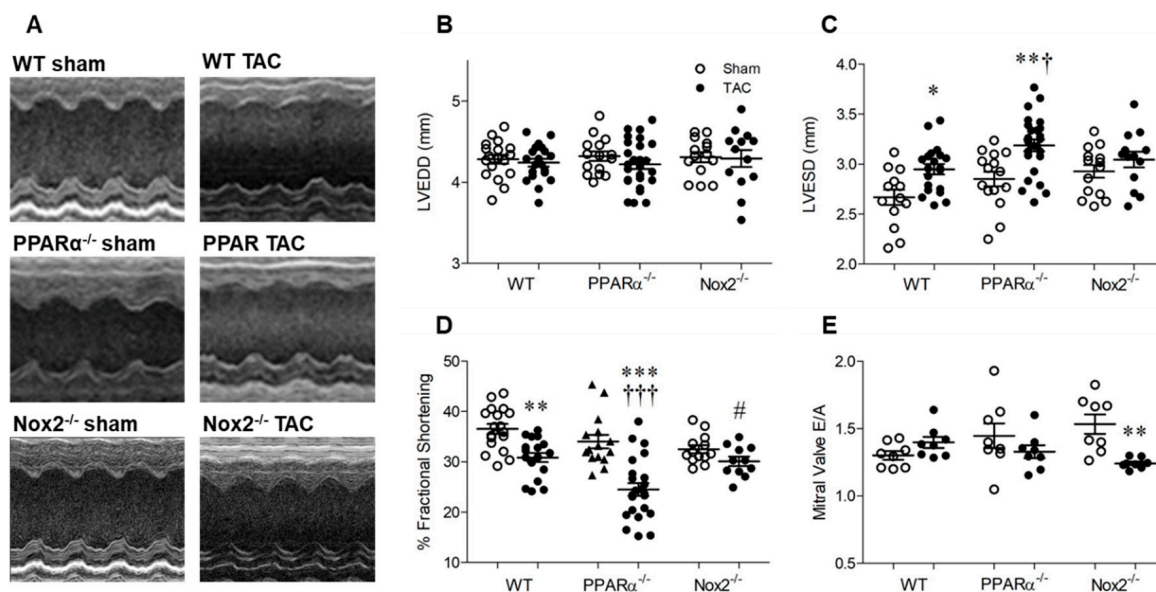 A
WT sham
WT TAC
PPARα-/- sham
PPAR TAC
Nox2-/- sham
Nox2-/- TAC
B
Sham
TAC
LVEDD (mm)
5
4
3
WT
PPARα-/-
Nox2-/-
C
LVESD (mm)
4.0
3.5
3.0
2.5
2.0
*
**†
WT
PPARα-/-
Nox2-/-
D
% Fractional Shortening
50
40
30
20
10
**
***
†††
#
WT
PPARα-/-
Nox2-/-
E
Mitral Valve E/A
2.0
1.5
1.0
0.5
**
WT
PPARα-/-
Nox2-/-